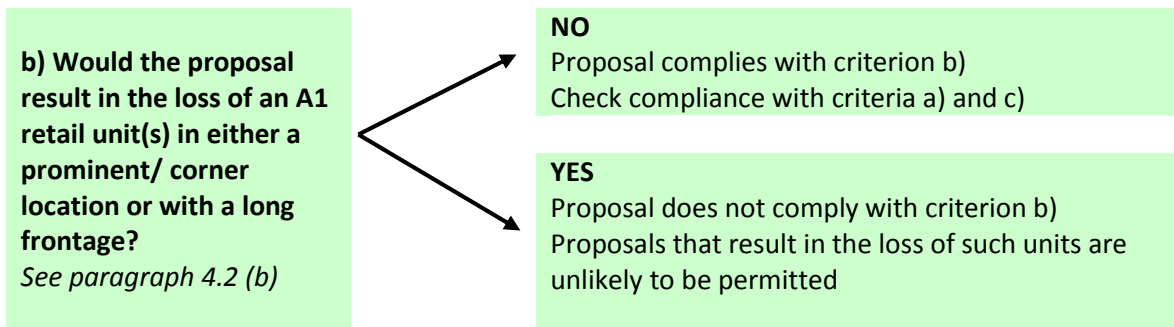 b) Would the proposal
result in the loss of an A1
retail unit(s) in either a
prominent/ corner
location or with a long
frontage?
See paragraph 4.2 (b)
NO
Proposal complies with criterion b)
Check compliance with criteria a) and c)
YES
Proposal does not comply with criterion b)
Proposals that result in the loss of such units are
unlikely to be permitted